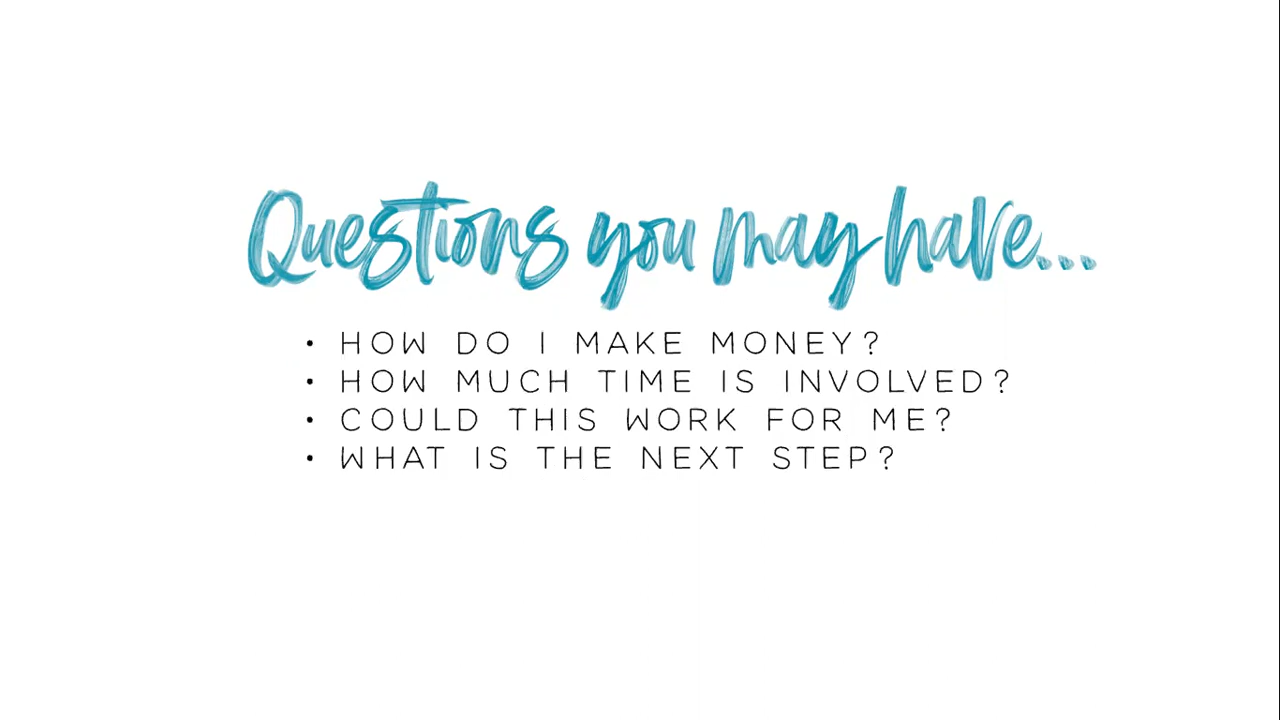 Questions you may have...
• HOW DO I MAKE MONEY?
• HOW MUCH TIME IS INVOLVED?
• COULD THIS WORK FOR ME?
• WHAT IS THE NEXT STEP?